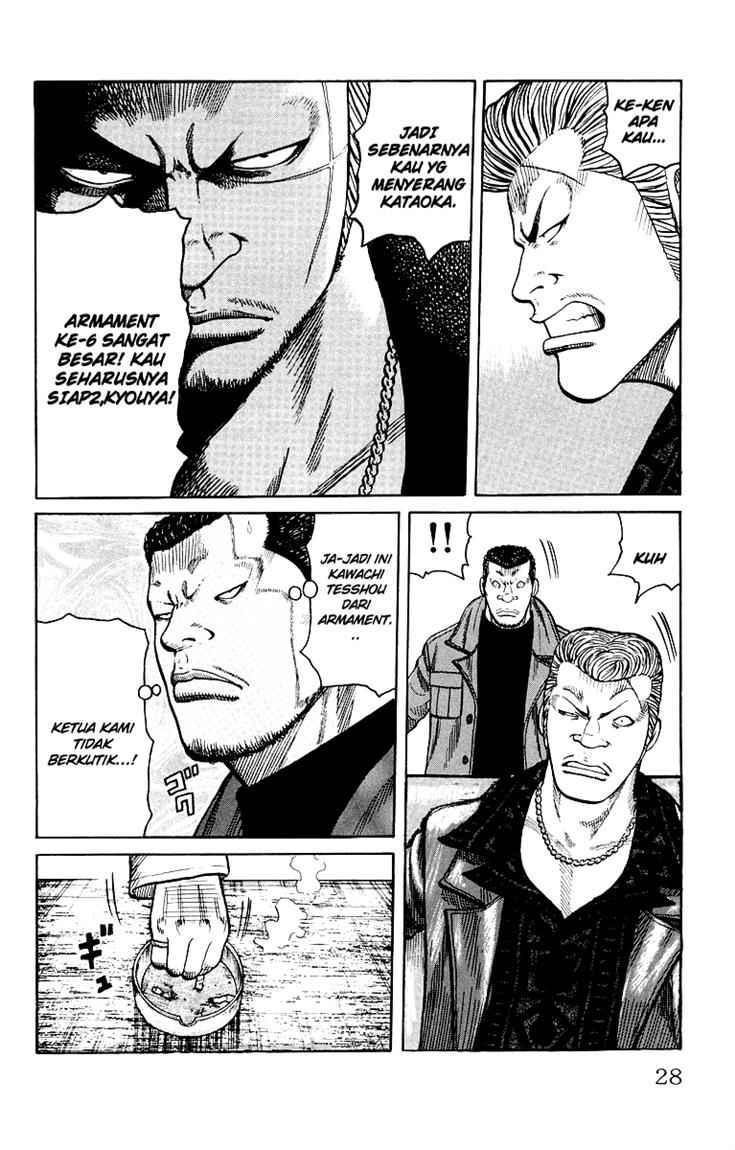 KE-KEN
APA
KAU...
JADI
SEBENARNYA
KAU YG
MENYERANG
KATAOKA.
ARMAMENT
KE-6 SANGAT
BESAR! KAU
SEHARUSNYA
SIAP2,KYOUYA!
KUH
!!
JA-JADI INI
KAWACHI
TESSHOU
DARI
ARMAMENT.
..
KETUA KAMI
TIDAK
BERKUTIK...!
ゴク
ギュ
28